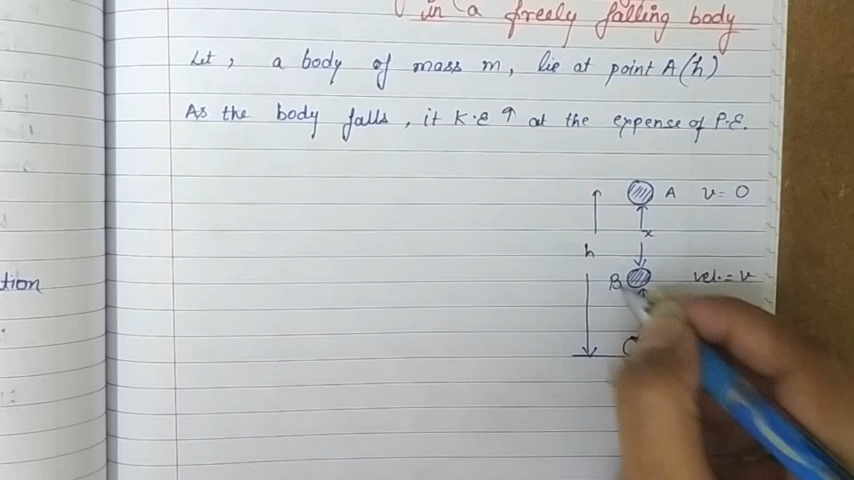 in a freely falling body
Let, a body of mass m, lie at point A(h)
As the body falls, it K.E ↑ at the expense of P.E.
A v = 0
x
h
B vel. = v
C
tion